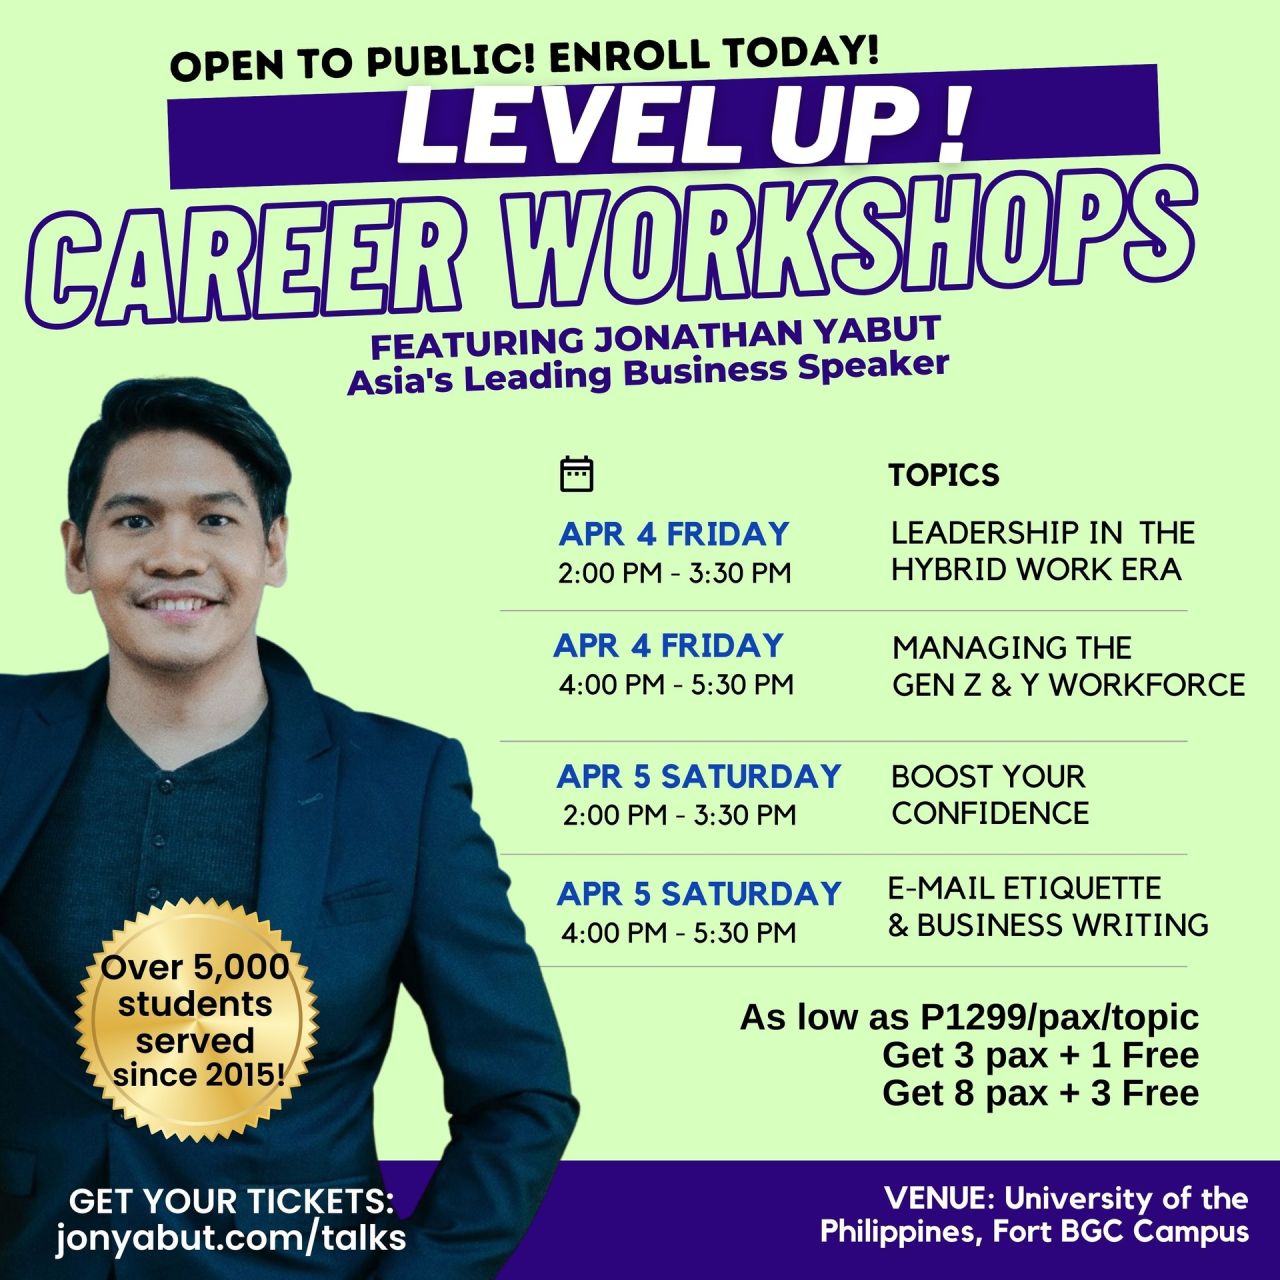 OPEN TO PUBLIC! ENROLL TODAY!
LEVEL UP !
CAREER WORKSHOPS
FEATURING JONATHAN YABUT
Asia's Leading Business Speaker
TOPICS
APR 4 FRIDAY
2:00 PM - 3:30 PM
LEADERSHIP IN THE
HYBRID WORK ERA
APR 4 FRIDAY
4:00 PM - 5:30 PM
MANAGING THE
GEN Z & Y WORKFORCE
APR 5 SATURDAY
2:00 PM - 3:30 PM
BOOST YOUR
CONFIDENCE
APR 5 SATURDAY
4:00 PM - 5:30 PM
E-MAIL ETIQUETTE
& BUSINESS WRITING
Over 5,000
students
served
since 2015!
As low as P1299/pax/topic
Get 3 pax + 1 Free
Get 8 pax + 3 Free
GET YOUR TICKETS:
jonyabut.com/talks
VENUE: University of the
Philippines, Fort BGC Campus